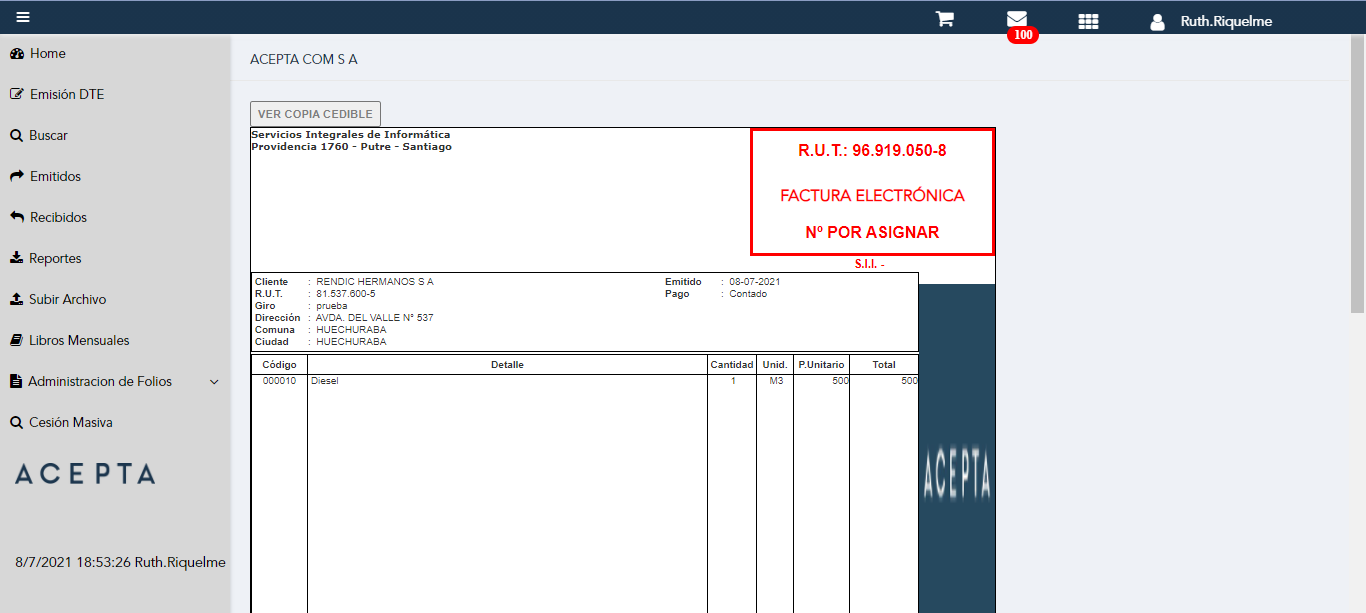 Ruth.Riquelme
100
Home
Emisión DTE
Buscar
Emitidos
Recibidos
Reportes
Subir Archivo
Libros Mensuales
Administracion de Folios
Cesión Masiva
ACEPTA
8/7/2021 18:53:26 Ruth.Riquelme
ACEPTA COM S A
VER COPIA CEDIBLE
Servicios Integrales de Informática
Providencia 1760 - Putre - Santiago
R.U.T.: 96.919.050-8
FACTURA ELECTRÓNICA
Nº POR ASIGNAR
S.I.I. -
Cliente : RENDIC HERMANOS S A Emitido : 08-07-2021
R.U.T. : 81.537.600-5 Pago : Contado
Giro : prueba
Dirección : AVDA. DEL VALLE N° 537
Comuna : HUECHURABA
Ciudad : HUECHURABA
Código Detalle Cantidad Unid. P.Unitario Total
000010 Diesel 1 M3 500 500
ACEPTA